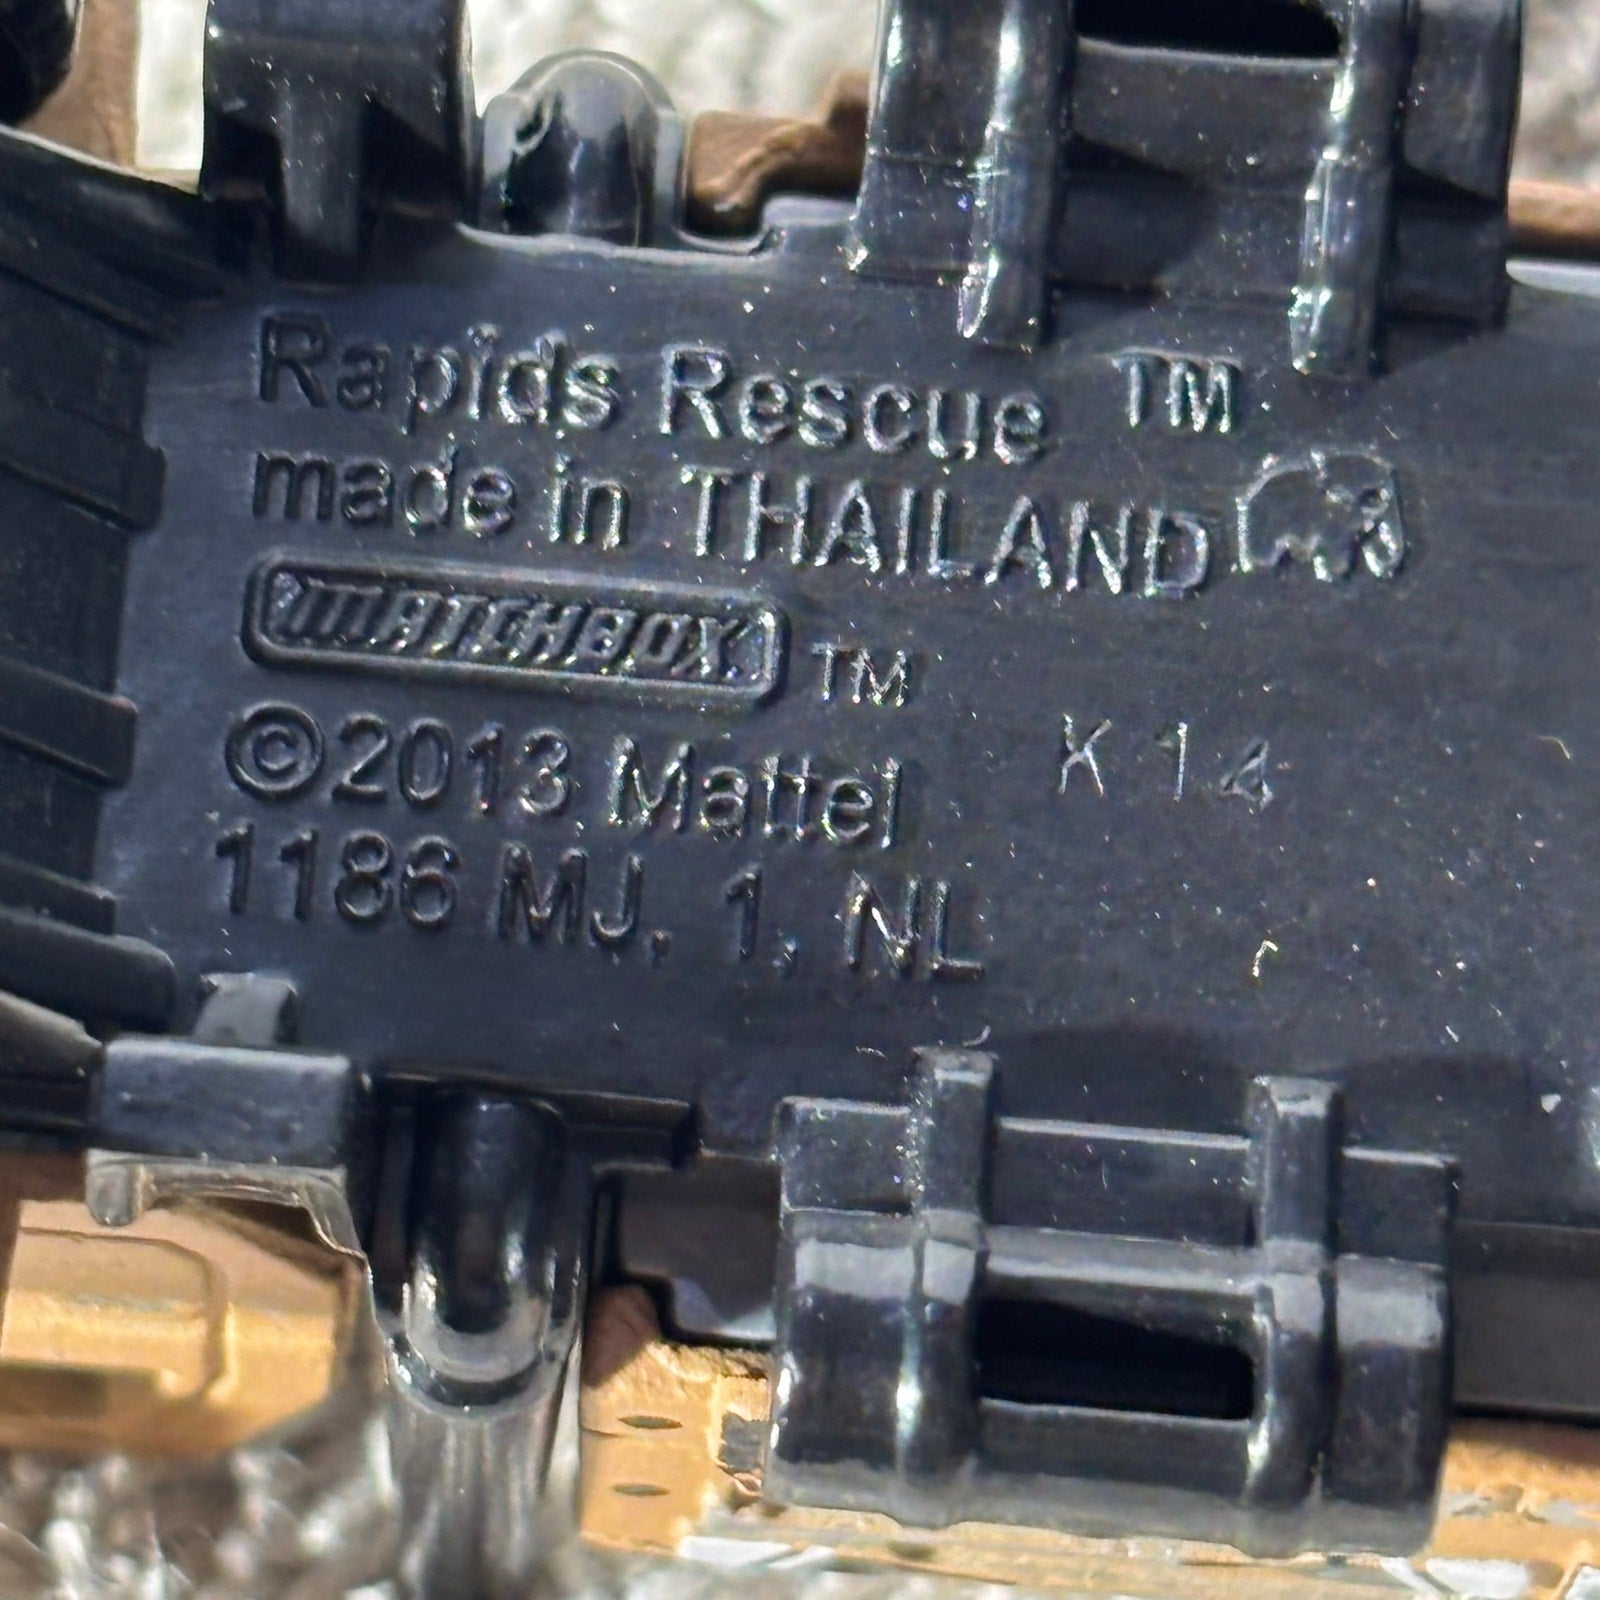 Rapids Rescue ™
made in THAILAND
MATCHBOX ™
©2013 Mattel
K 14
1186 MJ, 1, NL